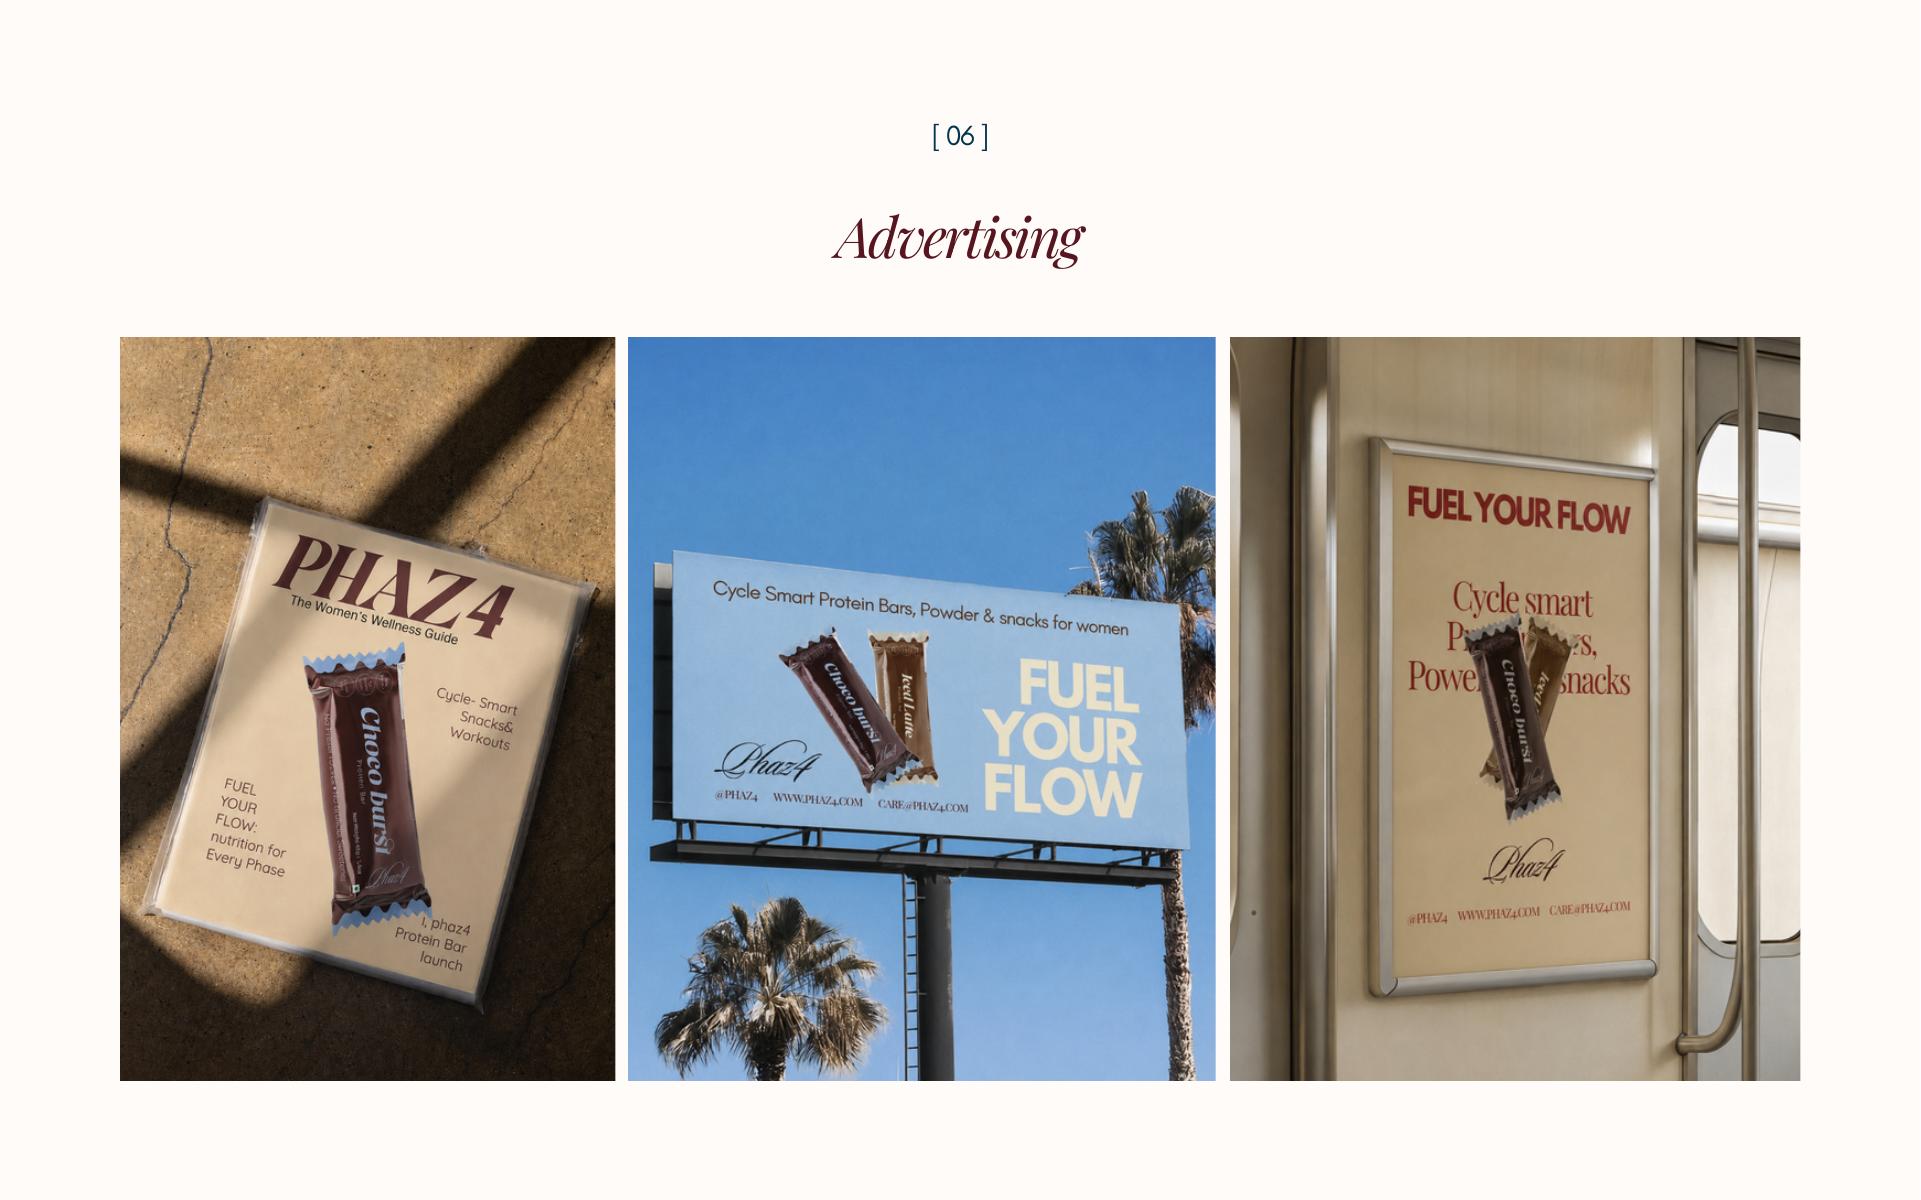 [ 06 ]
Advertising
PHAZ4
The Women's Wellness Guide
Cycle- Smart
Snacks&
Workouts
Choco burst
Protein Bar
Phaz4
FUEL
YOUR
FLOW:
nutrition for
Every Phase
phaz4
Protein Bar
launch
Cycle Smart Protein Bars, Powder & snacks for women
Choco burst
Iced Latte
FUEL
YOUR
FLOW
Phaz4
@PHAZ4 WWW.PHAZ4.COM CARE@PHAZ4.COM
FUEL YOUR FLOW
Cycle smart
snacks
Choco burst
Iced
Phaz4
@PHAZ4 WWW.PHAZ4.COM CARE@PHAZ4.COM